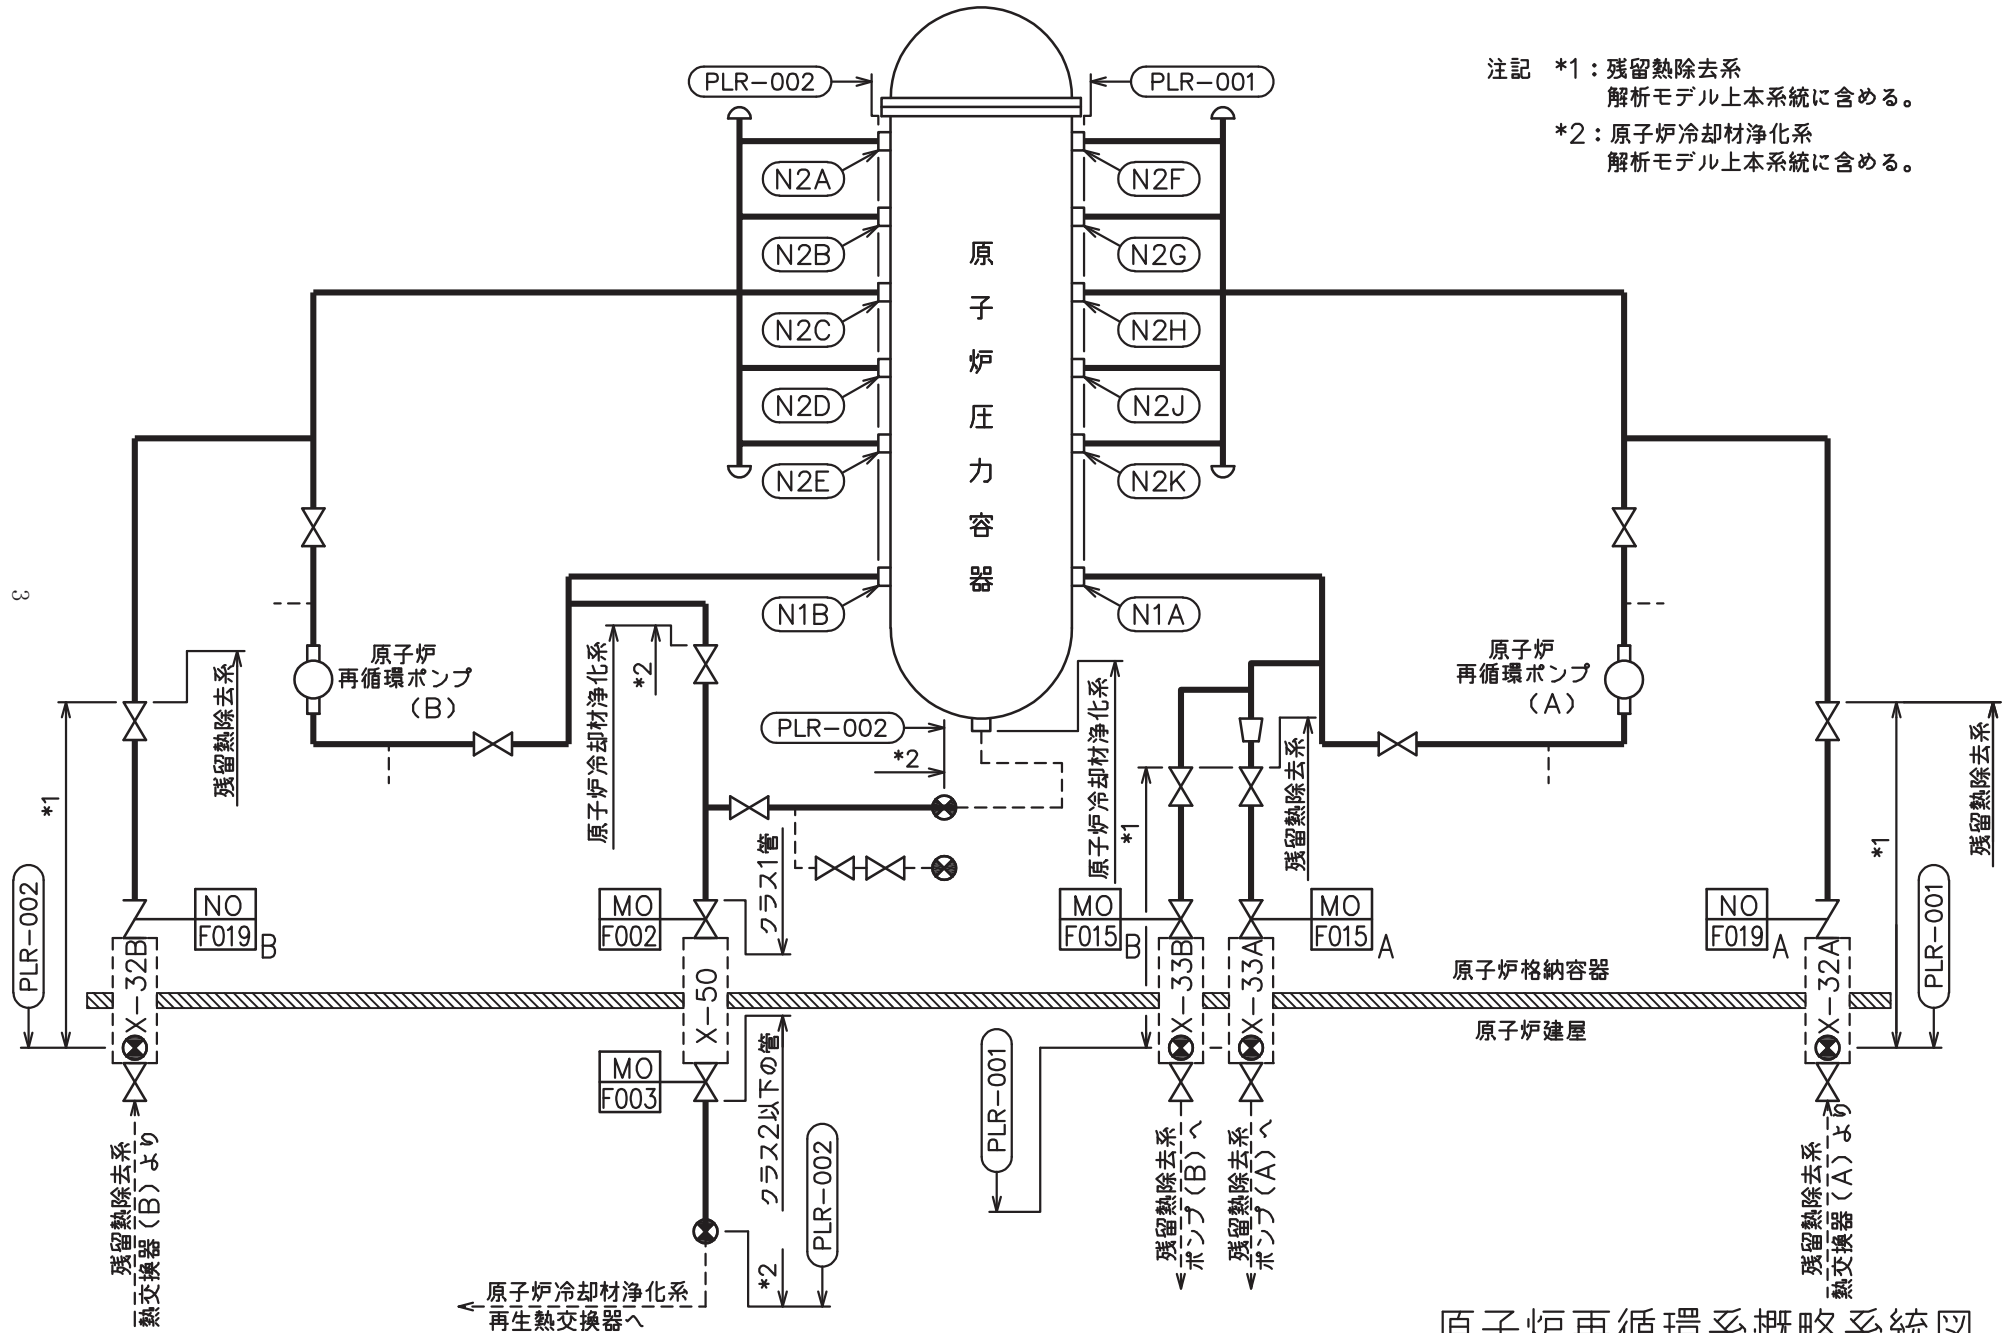 PLR-002
PLR-001
注記 *1：残留熱除去系
解析モデル上本系統に含める。
*2：原子炉冷却材浄化系
解析モデル上本系統に含める。
N2A
N2F
N2B
N2G
N2C
N2H
N2D
N2J
N2E
N2K
N1B
N1A
原子炉圧力容器
3
原子炉
再循環ポンプ
(B)
原子炉
再循環ポンプ
(A)
残留熱除去系
*1
PLR-002
原子炉冷却材浄化系
*2
PLR-002
*2
原子炉冷却材浄化系
*1
残留熱除去系
残留熱除去系
*1
PLR-001
クラス1管
NO
F019
B
MO
F002
MO
F015
B
MO
F015
A
NO
F019
A
X-32B
X-50
X-33B
X-33A
X-32A
原子炉格納容器
原子炉建屋
MO
F003
クラス2以下の管
*2
PLR-002
PLR-001
残留熱除去系
熱交換器(B)より
残留熱除去系
ポンプ(B)へ
残留熱除去系
ポンプ(A)へ
残留熱除去系
熱交換器(A)より
原子炉冷却材浄化系
再生熱交換器へ
原子炉再循環系概略系統図